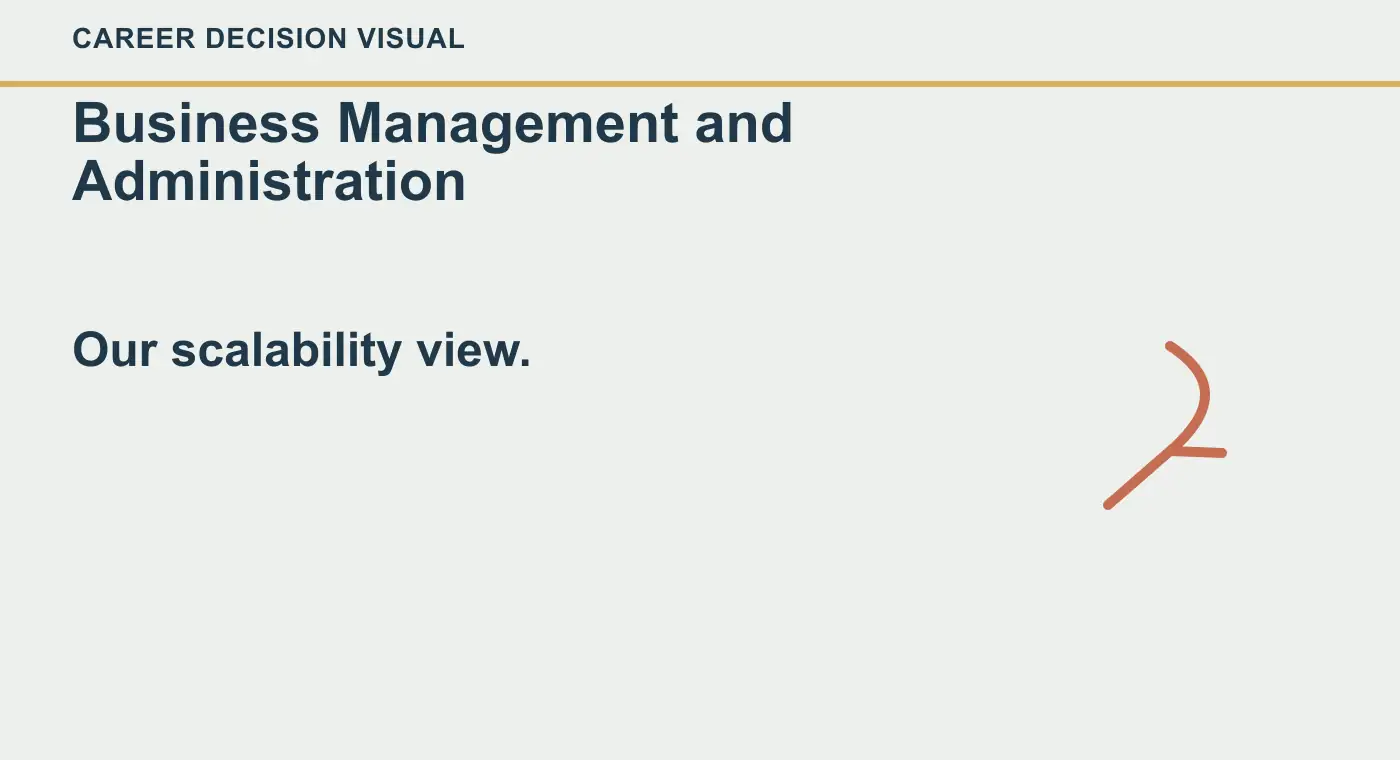 CAREER DECISION VISUAL
Business Management and
Administration
Our scalability view.